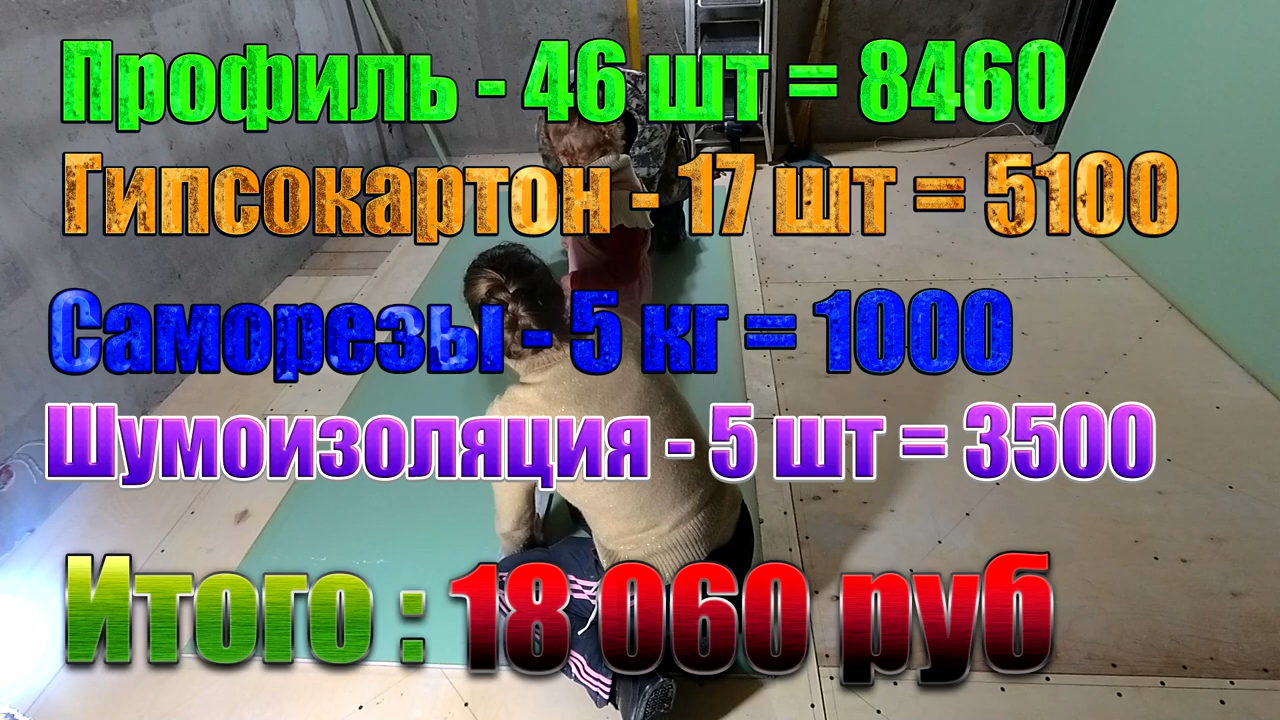 Профиль - 46 шт = 8460
Гипсокартон - 17 шт = 5100
Саморезы - 5 кг = 1000
Шумоизоляция - 5 шт = 3500
Итого : 18 060 руб